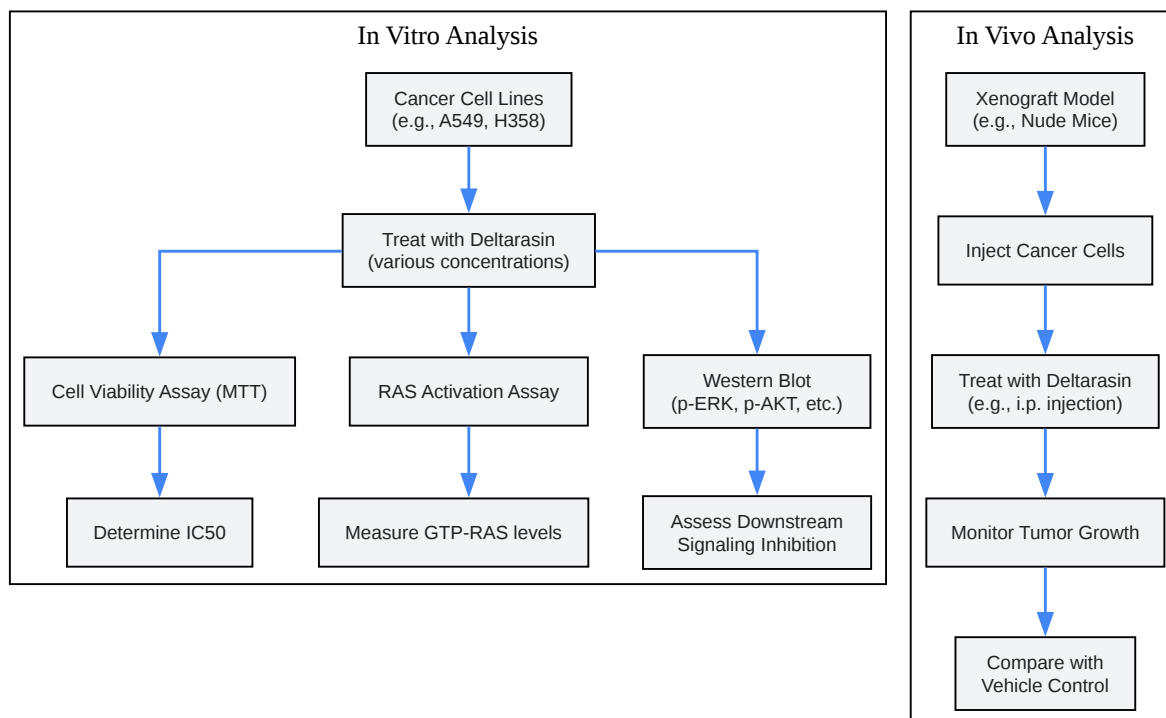 In Vitro Analysis
Cancer Cell Lines
(e.g., A549, H358)
Treat with Deltarasin
(various concentrations)
Cell Viability Assay (MTT)
RAS Activation Assay
Western Blot
(p-ERK, p-AKT, etc.)
Determine IC50
Measure GTP-RAS levels
Assess Downstream
Signaling Inhibition
In Vivo Analysis
Xenograft Model
(e.g., Nude Mice)
Inject Cancer Cells
Treat with Deltarasin
(e.g., i.p. injection)
Monitor Tumor Growth
Compare with
Vehicle Control